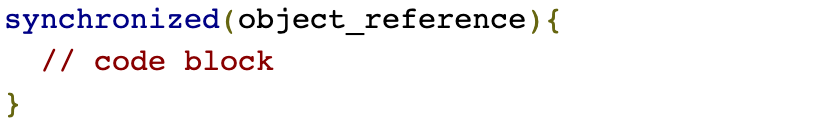 synchronized(object_reference){
  // code block
}